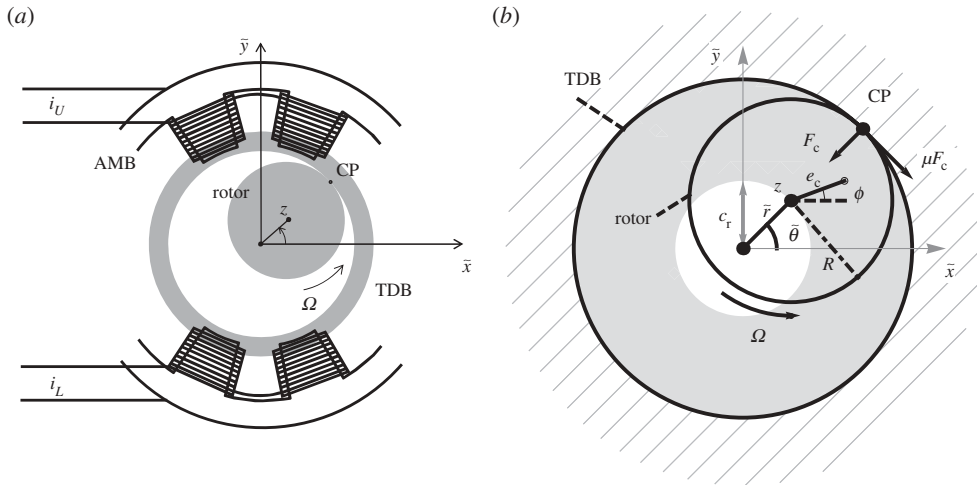 (a)
ỹ
i_U
AMB
rotor
CP
z
x̃
Ω
TDB
i_L
(b)
ỹ
TDB
CP
F_c
μF_c
e_c
z
ϕ
rotor
c_r
r̃
θ̃
R
x̃
Ω